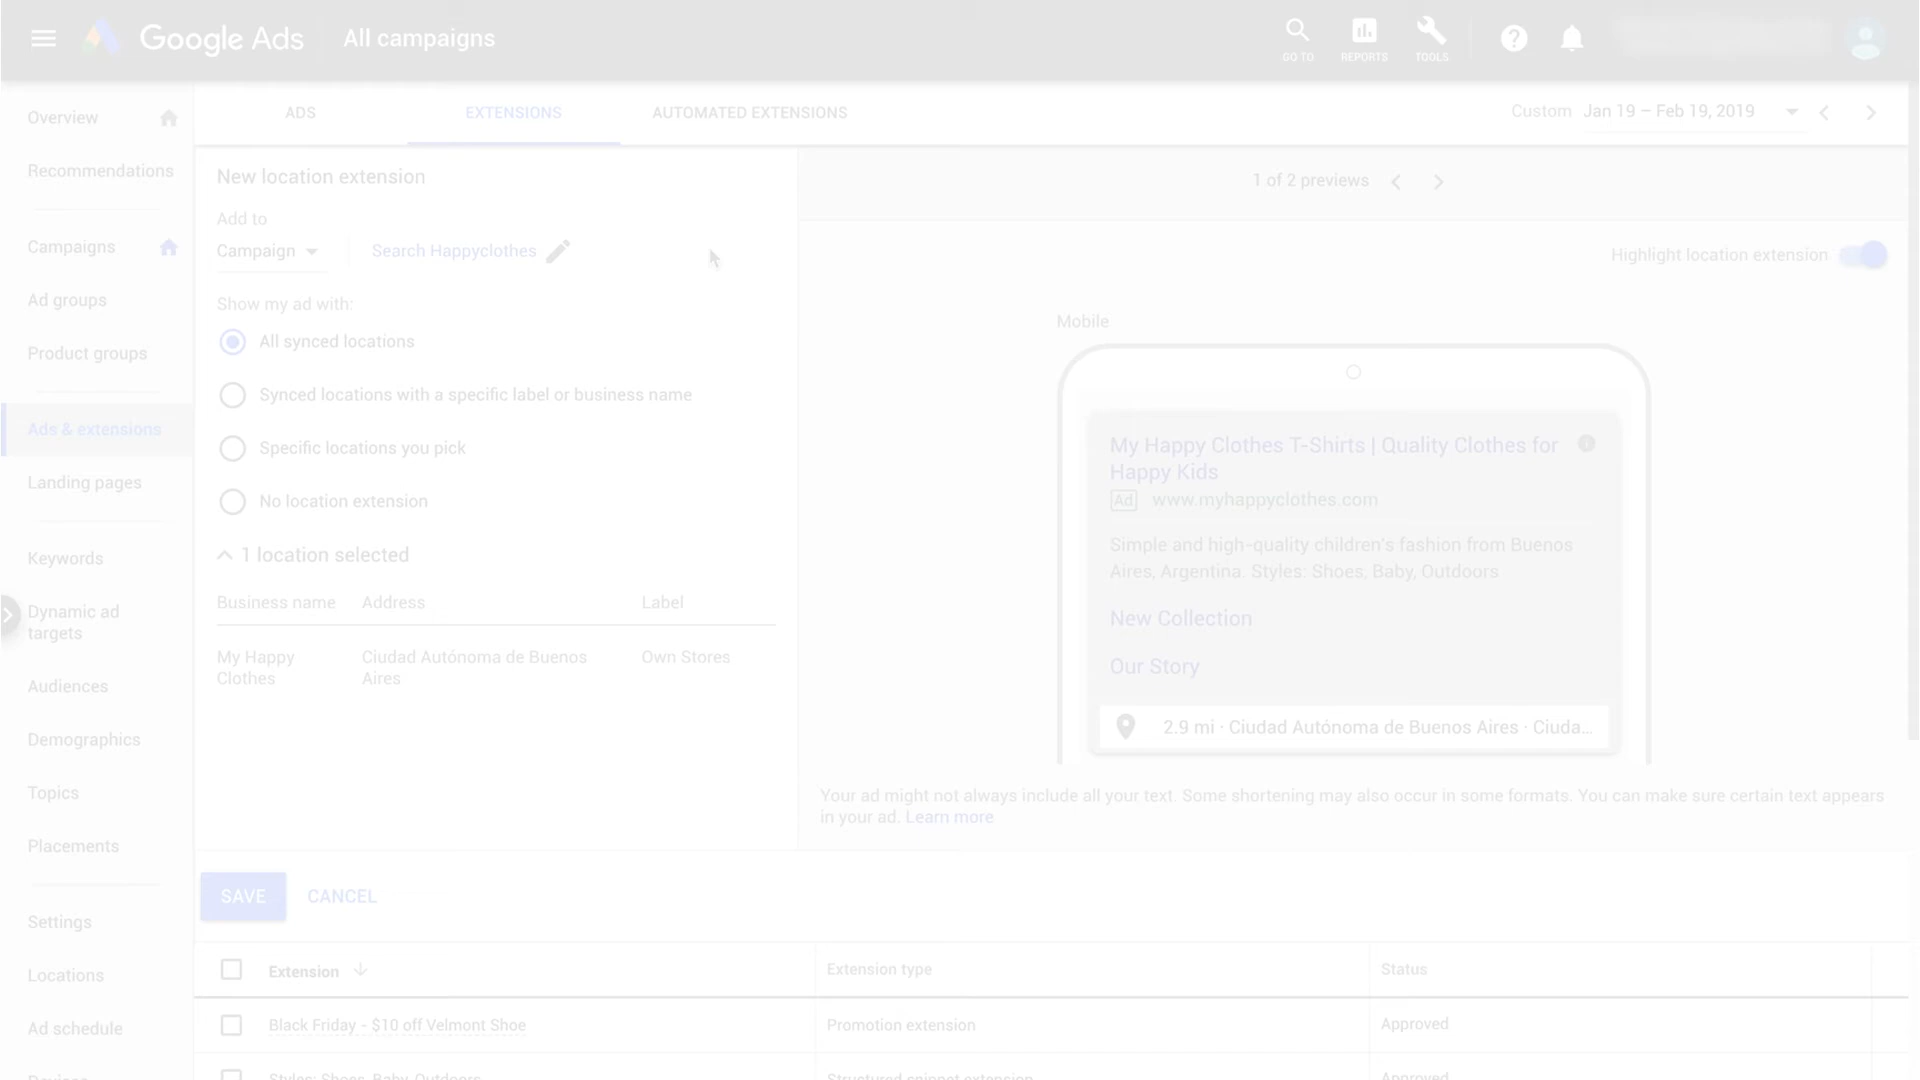 Google Ads
All campaigns
GO TO
REPORTS
TOOLS
Overview
Recommendations
Campaigns
Ad groups
Product groups
Ads & extensions
Landing pages
Keywords
Dynamic ad
targets
Audiences
Demographics
Topics
Placements
Settings
Locations
Ad schedule
ADS
EXTENSIONS
AUTOMATED EXTENSIONS
Custom Jan 19 – Feb 19, 2019
New location extension
Add to
Campaign
Search Happyclothes
Show my ad with:
All synced locations
Synced locations with a specific label or business name
Specific locations you pick
No location extension
1 location selected
Business name Address Label
My Happy Ciudad Autónoma de Buenos Own Stores
Clothes Aires
1 of 2 previews
Highlight location extension
Mobile
My Happy Clothes T-Shirts | Quality Clothes for
Happy Kids
Ad www.myhappyclothes.com
Simple and high-quality children's fashion from Buenos
Aires, Argentina. Styles: Shoes, Baby, Outdoors
New Collection
Our Story
2.9 mi · Ciudad Autónoma de Buenos Aires · Ciuda...
Your ad might not always include all your text. Some shortening may also occur in some formats. You can make sure certain text appears
in your ad. Learn more
SAVE
CANCEL
Extension Extension type Status
Black Friday - $10 off Velmont Shoe Promotion extension Approved
Styles: Shoes, Baby, Outdoors Structured snippet extension Approved